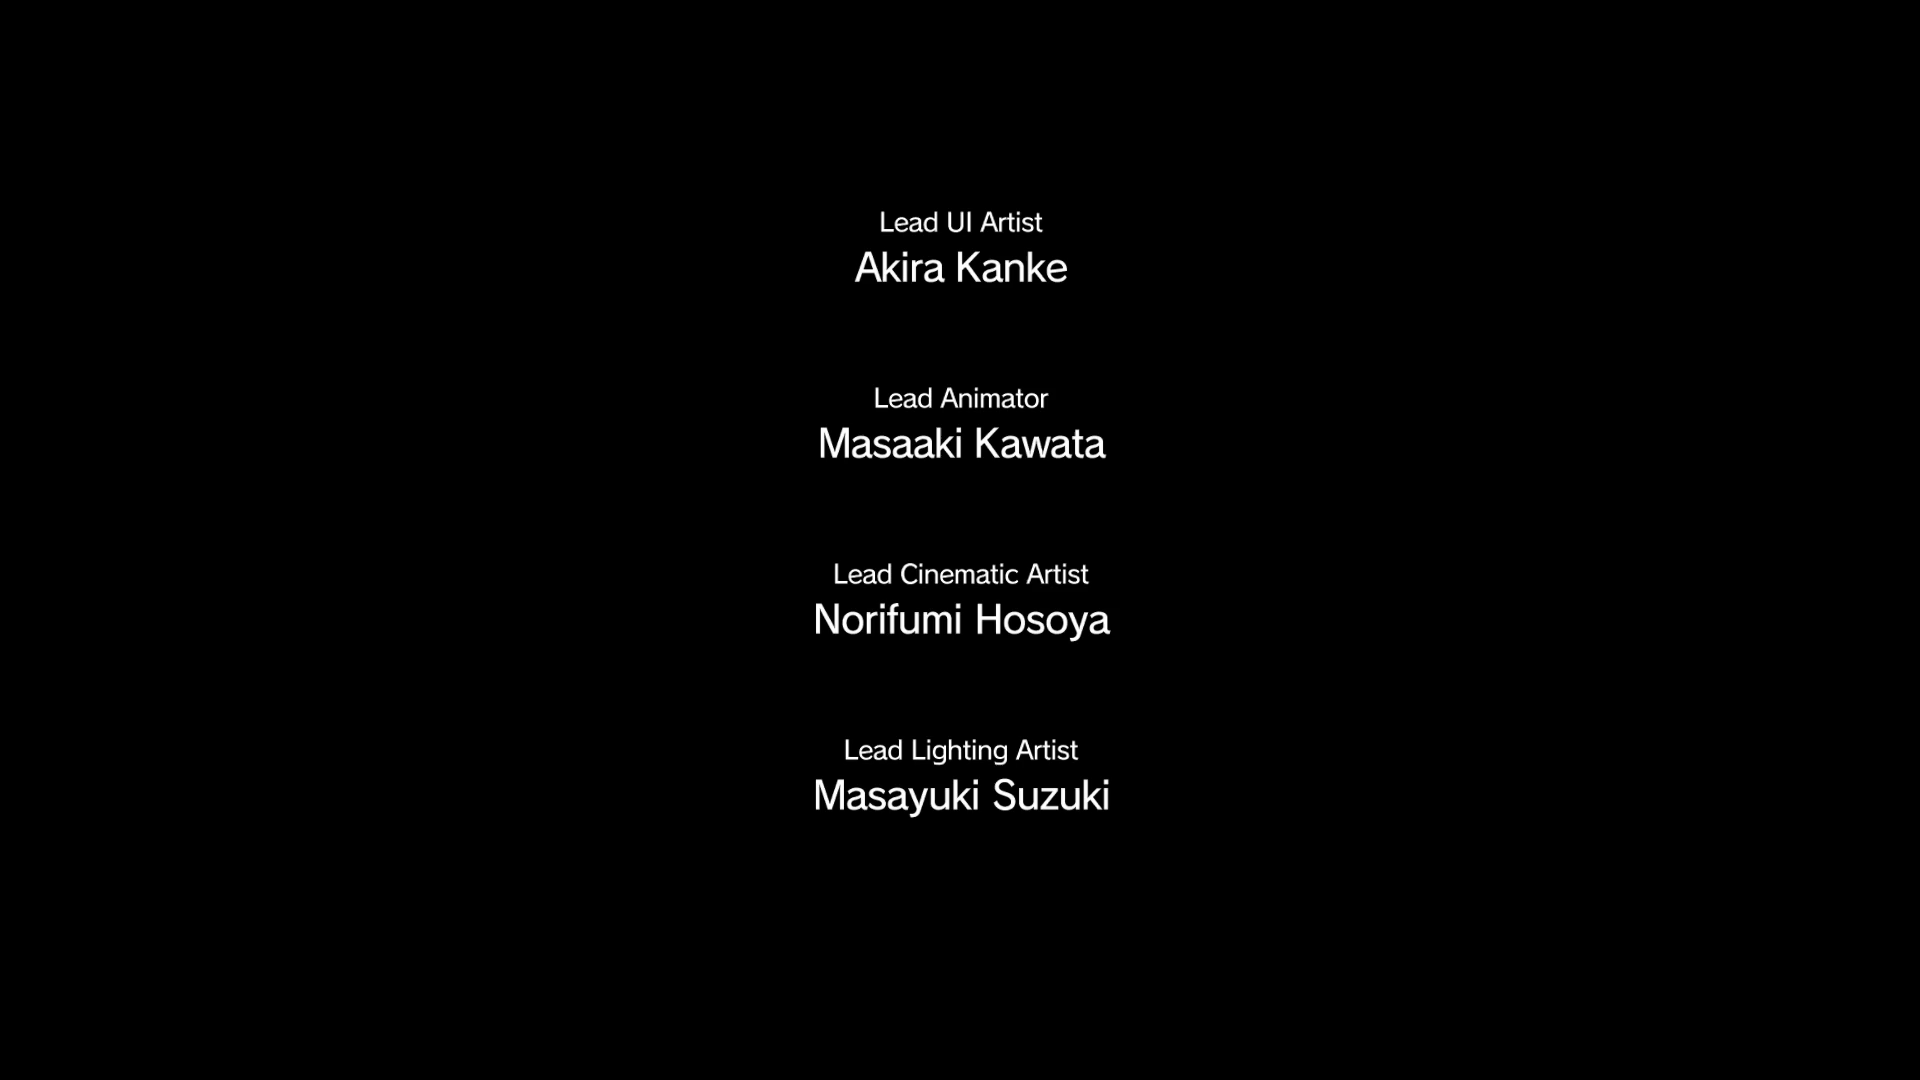 Lead UI Artist
Akira Kanke
Lead Animator
Masaaki Kawata
Lead Cinematic Artist
Norifumi Hosoya
Lead Lighting Artist
Masayuki Suzuki